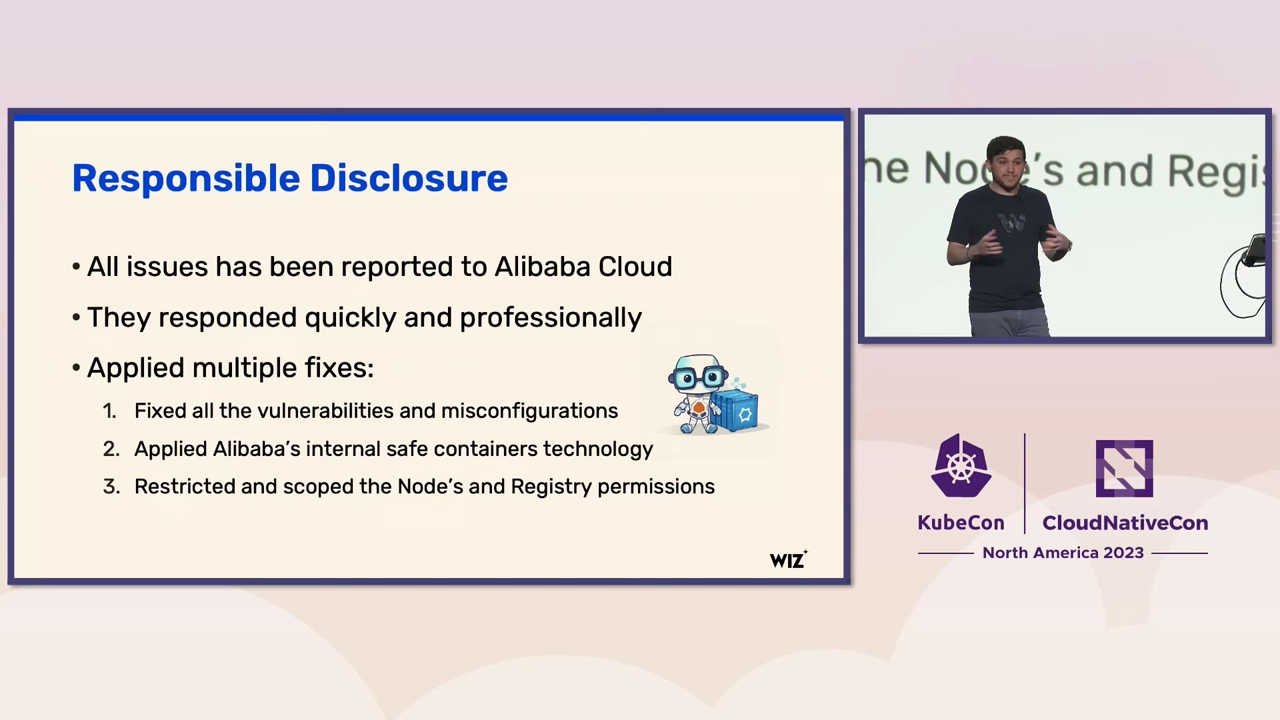 Responsible Disclosure
• All issues has been reported to Alibaba Cloud
• They responded quickly and professionally
• Applied multiple fixes:
1. Fixed all the vulnerabilities and misconfigurations
2. Applied Alibaba's internal safe containers technology
3. Restricted and scoped the Node's and Registry permissions
WIZ
he Node's and Regis
W
KubeCon
CloudNativeCon
North America 2023